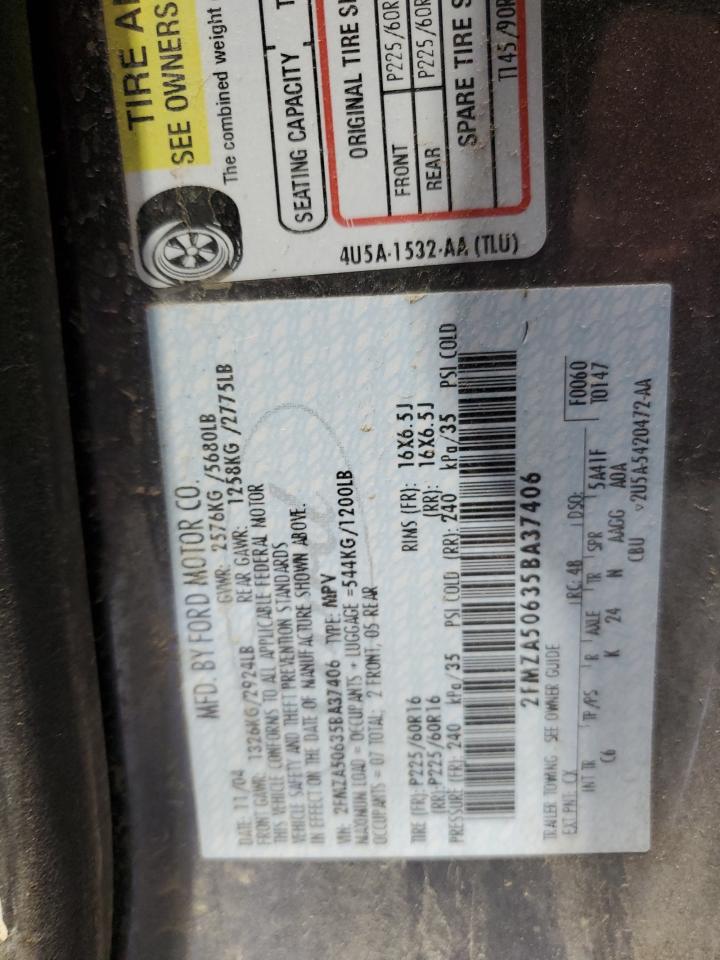 TIRE A
SEE OWNERS
The combined weight
SEATING CAPACITY T
ORIGINAL TIRE SI
FRONT P225/60R
REAR P225/60R
SPARE TIRE S
T145/90R
4U5A-1532-AA (TLU)
MFD. BY FORD MOTOR CO.
DATE: 11/04 GVWR: 2576KG /5680LB
FRONT GAWR: 1326KG/2924LB REAR GAWR: 1258KG /2775LB
THIS VEHICLE CONFORMS TO ALL APPLICABLE FEDERAL MOTOR
VEHICLE SAFETY AND THEFT PREVENTION STANDARDS
IN EFFECT ON THE DATE OF MANUFACTURE SHOWN ABOVE.
VIN: 2FMZA50635BA37406 TYPE: MPV
MAXIMUM LOAD = OCCUPANTS + LUGGAGE =544KG/1200LB
OCCUPANTS = 07 TOTAL; 2 FRONT, 05 REAR
TIRE (FR): P225/60R16 RIMS (FR): 16X6.5J
(RR): P225/60R16 (RR): 16X6.5J
PRESSURE (FR): 240 kPa/35 PSI COLD (RR): 240 kPa/35 PSI COLD
2FMZA50635BA37406
TRAILER TOWING SEE OWNER GUIDE
EXT PNT: CX RC: 48 DSO: F0060
INT TR TP/PS R AXLE TR SPR 5A41F T0147
C6 K 24 N AAGG AOA
CBU v2U5A-5420472-AA